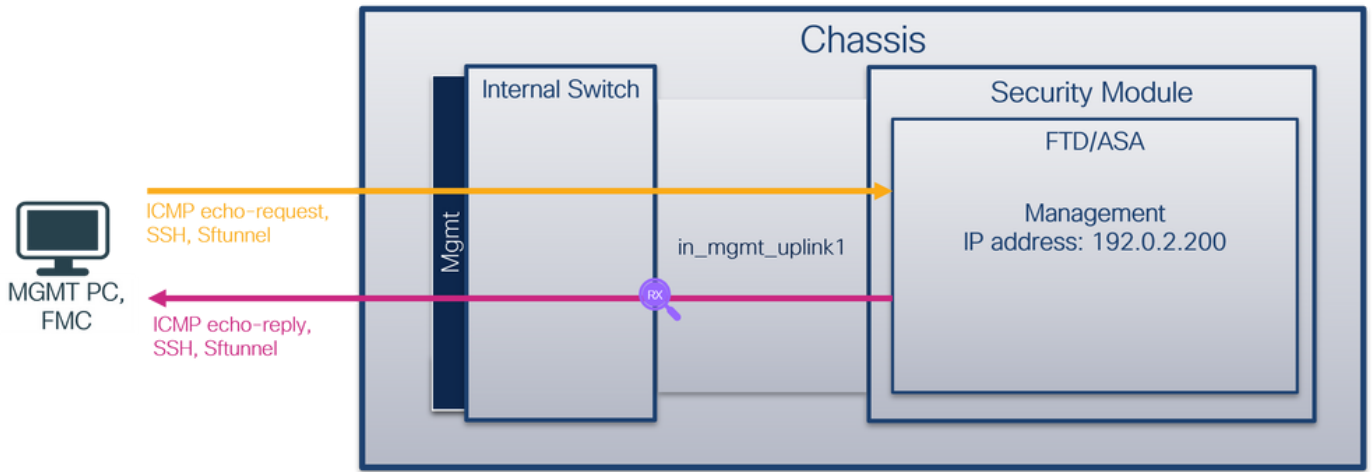 Chassis
Internal Switch
Security Module
FTD/ASA
ICMP echo-request,
SSH, Sftunnel
Mgmt
Management
IP address: 192.0.2.200
in_mgmt_uplink1
MGMT PC,
FMC
RX
ICMP echo-reply,
SSH, Sftunnel